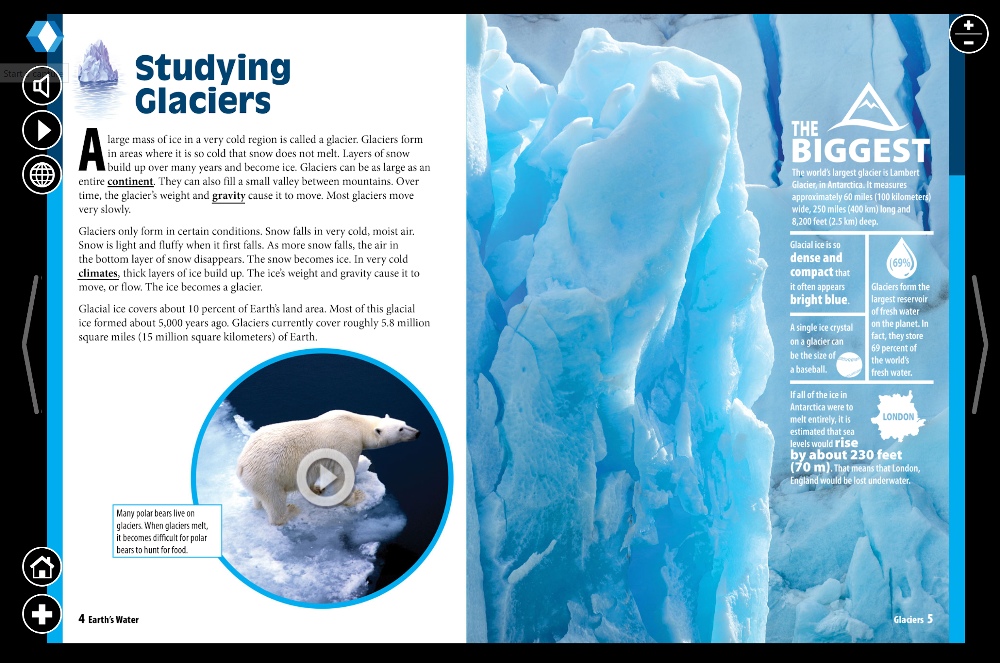 Start a capture
Studying
Glaciers
A large mass of ice in a very cold region is called a glacier. Glaciers form
in areas where it is so cold that snow does not melt. Layers of snow
build up over many years and become ice. Glaciers can be as large as an
entire continent. They can also fill a small valley between mountains. Over
time, the glacier’s weight and gravity cause it to move. Most glaciers move
very slowly.
Glaciers only form in certain conditions. Snow falls in very cold, moist air.
Snow is light and fluffy when it first falls. As more snow falls, the air in
the bottom layer of snow disappears. The snow becomes ice. In very cold
climates, thick layers of ice build up. The ice’s weight and gravity cause it to
move, or flow. The ice becomes a glacier.
Glacial ice covers about 10 percent of Earth’s land area. Most of this glacial
ice formed about 5,000 years ago. Glaciers currently cover roughly 5.8 million
square miles (15 million square kilometers) of Earth.
Many polar bears live on
glaciers. When glaciers melt,
it becomes difficult for polar
bears to hunt for food.
4 Earth’s Water
THE
BIGGEST
The world’s largest glacier is Lambert
Glacier, in Antarctica. It measures
approximately 60 miles (100 kilometers)
wide, 250 miles (400 km) long and
8,200 feet (2.5 km) deep.
Glacial ice is so
dense and
compact that
it often appears
bright blue.
A single ice crystal
on a glacier can
be the size of
a baseball.
(69%)
Glaciers form the
largest reservoir
of fresh water
on the planet. In
fact, they store
69 percent of
the world’s
fresh water.
If all of the ice in
Antarctica were to
melt entirely, it is
estimated that sea
levels would rise
by about 230 feet
(70 m). That means that London,
England would be lost underwater.
LONDON
Glaciers 5